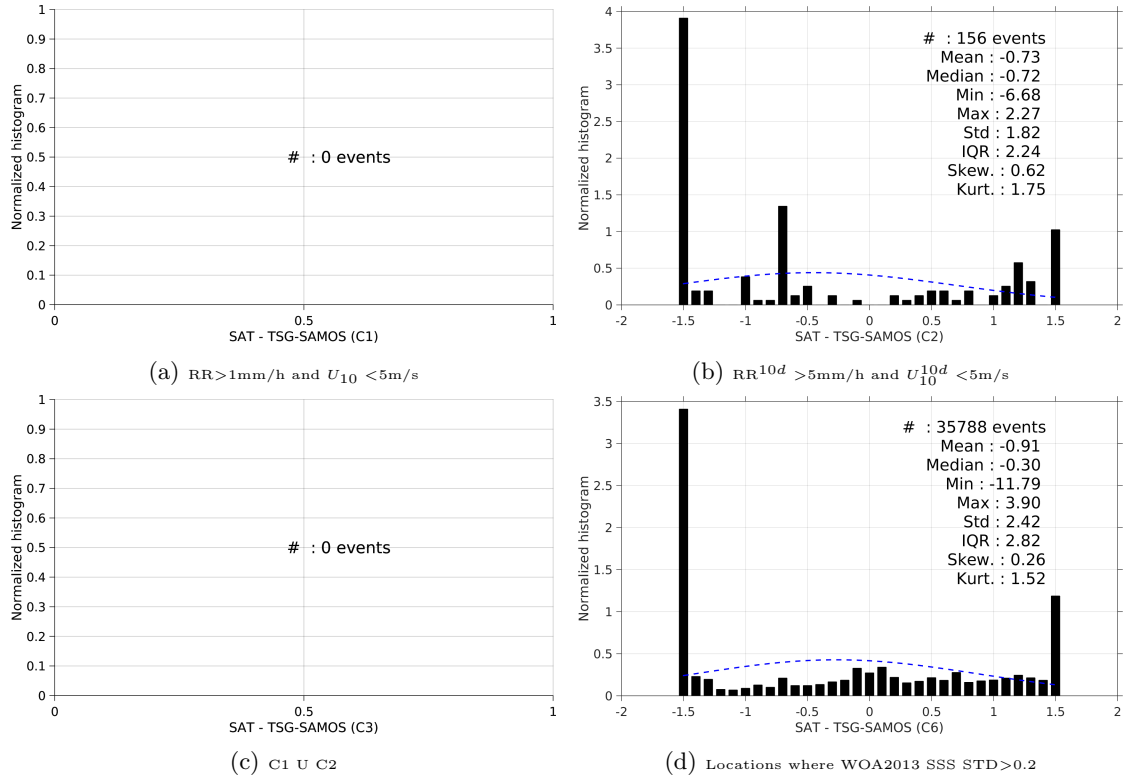 1
0.9
0.8
0.7
0.6
0.5
0.4
0.3
0.2
0.1
0
Normalized histogram
# : 0 events
0 0.5 1
SAT - TSG-SAMOS (C1)
(a) RR>1mm/h and U10 <5m/s
4
3.5
3
2.5
2
1.5
1
0.5
0
Normalized histogram
# : 156 events
Mean : -0.73
Median : -0.72
Min : -6.68
Max : 2.27
Std : 1.82
IQR : 2.24
Skew. : 0.62
Kurt. : 1.75
-2 -1.5 -1 -0.5 0 0.5 1 1.5 2
SAT - TSG-SAMOS (C2)
(b) RR^10d >5mm/h and U10^10d <5m/s
1
0.9
0.8
0.7
0.6
0.5
0.4
0.3
0.2
0.1
0
Normalized histogram
# : 0 events
0 0.5 1
SAT - TSG-SAMOS (C3)
(c) C1 U C2
3.5
3
2.5
2
1.5
1
0.5
0
Normalized histogram
# : 35788 events
Mean : -0.91
Median : -0.30
Min : -11.79
Max : 3.90
Std : 2.42
IQR : 2.82
Skew. : 0.26
Kurt. : 1.52
-2 -1.5 -1 -0.5 0 0.5 1 1.5 2
SAT - TSG-SAMOS (C6)
(d) Locations where WOA2013 SSS STD>0.2